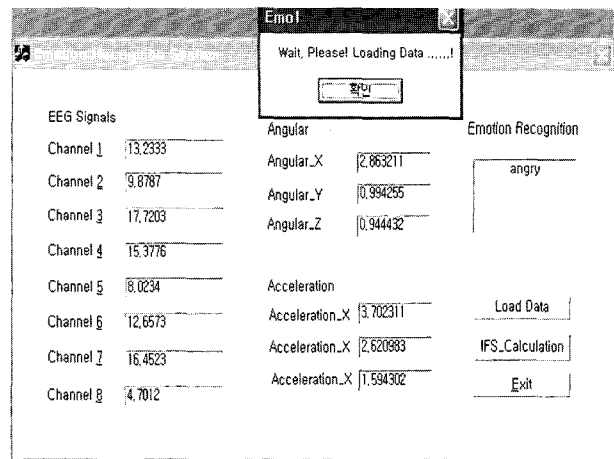 Emo1
Wait, Please! Loading Data ......!
확인
EEG Signals
Channel 1 13,2333
Channel 2 9,8787
Channel 3 17,7203
Channel 4 15,3776
Channel 5 8,0234
Channel 6 12,6573
Channel 7 16,4523
Channel 8 4,7012
Angular
Angular_X 2,863211
Angular_Y 0,994255
Angular_Z 0,944432
Acceleration
Acceleration_X 3,702311
Acceleration_X 2,620983
Acceleration_X 1,594302
Emotion Recognition
angry
Load Data
IFS_Calculation
Exit